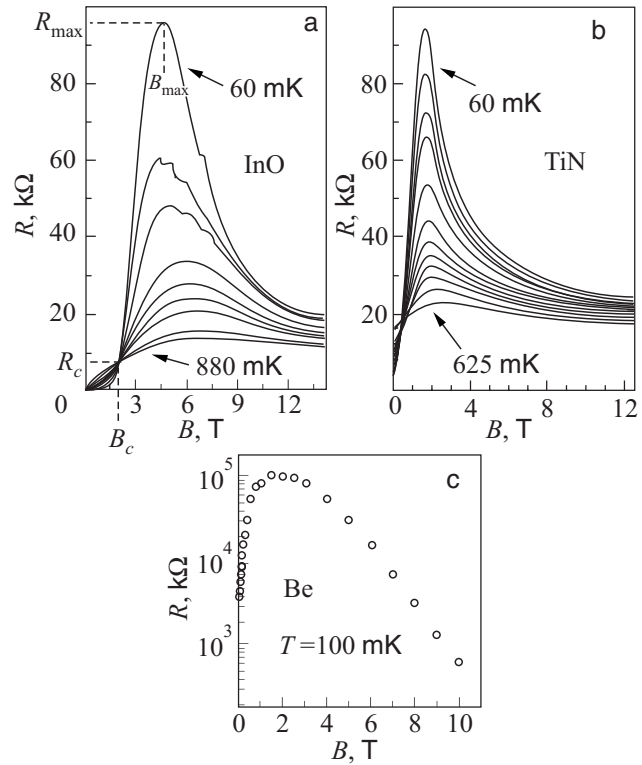 a
R_max
B_max
60 mK
InO
R, kΩ
80
60
40
20
0
R_c
880 mK
3 6 9 12
B_c
B, T
b
60 mK
TiN
R, kΩ
80
60
40
20
625 mK
0 4 8 12
B, T
c
R, kΩ
10^5
10^4
10^3
Be
T = 100 mK
0 2 4 6 8 10
B, T